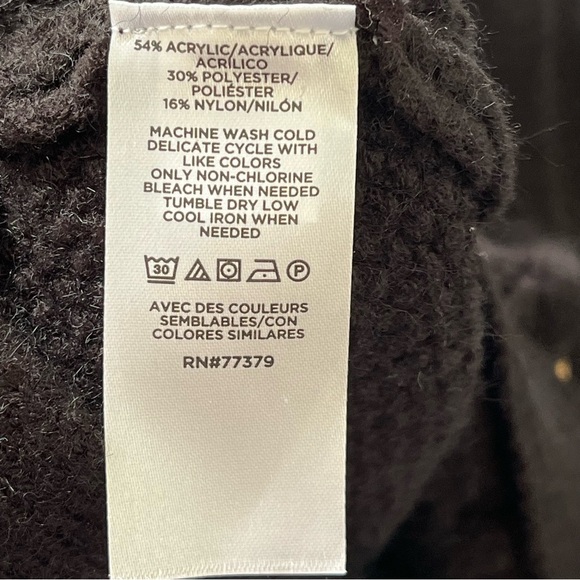 54% ACRYLIC/ACRYLIQUE/
ACRÍLICO
30% POLYESTER/
POLIÉSTER
16% NYLON/NILÓN
MACHINE WASH COLD
DELICATE CYCLE WITH
LIKE COLORS
ONLY NON-CHLORINE
BLEACH WHEN NEEDED
TUMBLE DRY LOW
COOL IRON WHEN NEEDED
30 P
AVEC DES COULEURS
SEMBLABLES/CON
COLORES SIMILARES
RN#77379